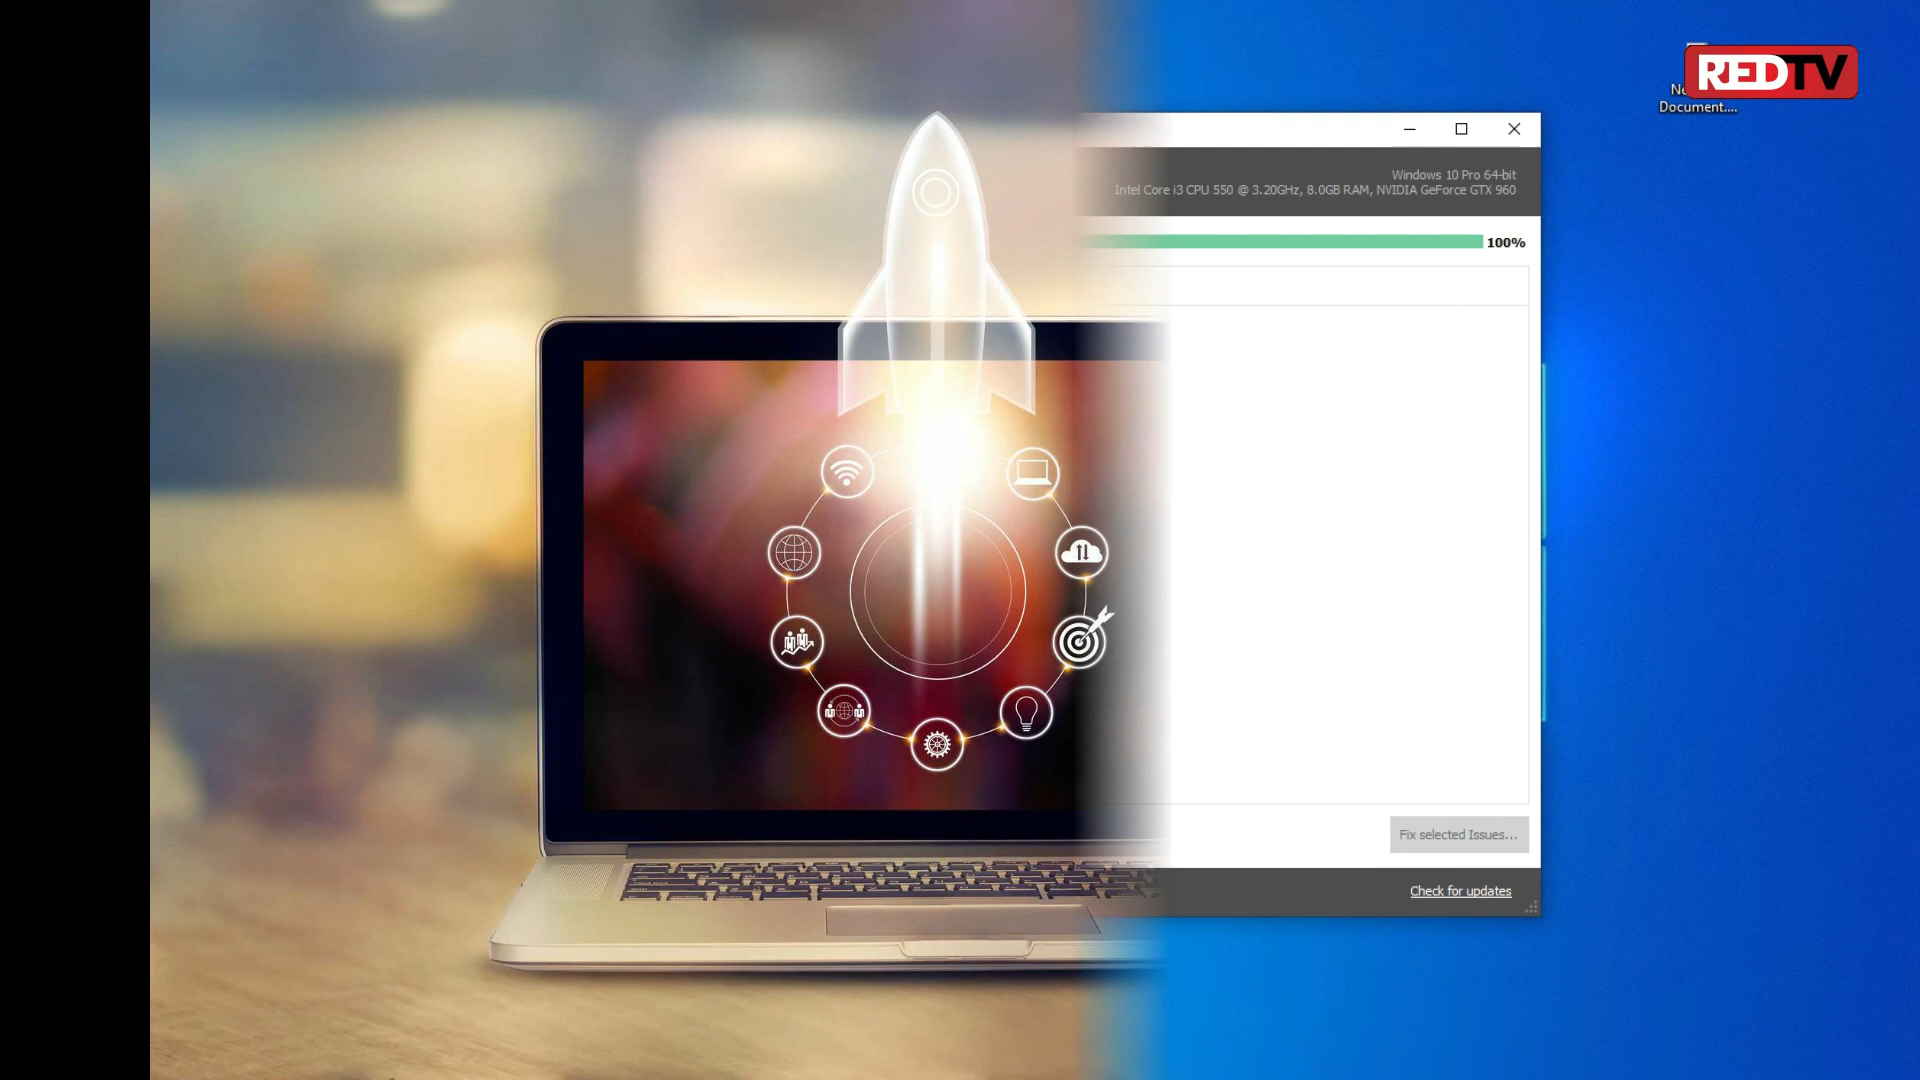 REDTV
Ne
Document....
Windows 10 Pro 64-bit
Intel Core i3 CPU 550 @ 3.20GHz, 8.0GB RAM, NVIDIA GeForce GTX 960
100%
Fix selected Issues...
Check for updates